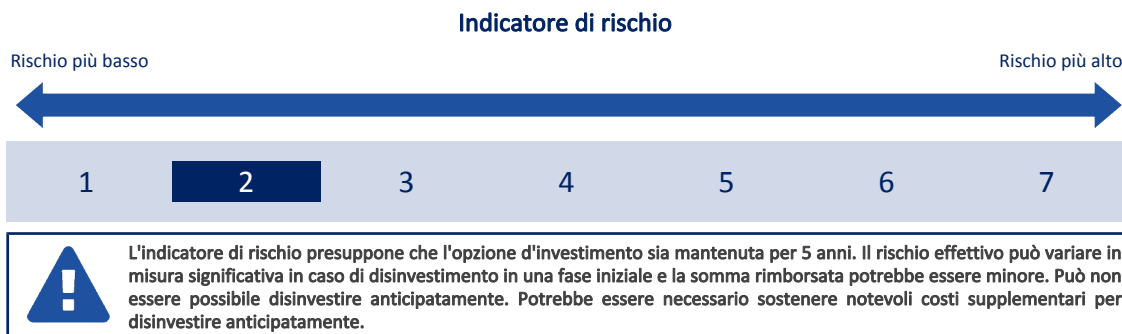 Indicatore di rischio
Rischio più basso
Rischio più alto
1 2 3 4 5 6 7
L'indicatore di rischio presuppone che l'opzione d'investimento sia mantenuta per 5 anni. Il rischio effettivo può variare in
misura significativa in caso di disinvestimento in una fase iniziale e la somma rimborsata potrebbe essere minore. Può non
essere possibile disinvestire anticipatamente. Potrebbe essere necessario sostenere notevoli costi supplementari per
disinvestire anticipatamente.